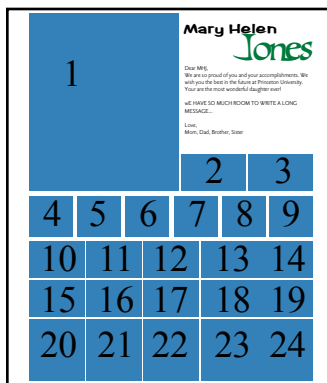 Mary Helen
Jones
1
Dear MHJ,
We are so proud of you and your accomplishments. We
wish you the best in the future at Princeton University.
Your are the most wonderful daughter ever!
wE HAVE SO MUCH ROOM TO WRITE A LONG
MESSAGE...
Love,
Mom, Dad, Brother, Sister
2 3
4 5 6 7 8 9
10 11 12 13 14
15 16 17 18 19
20 21 22 23 24